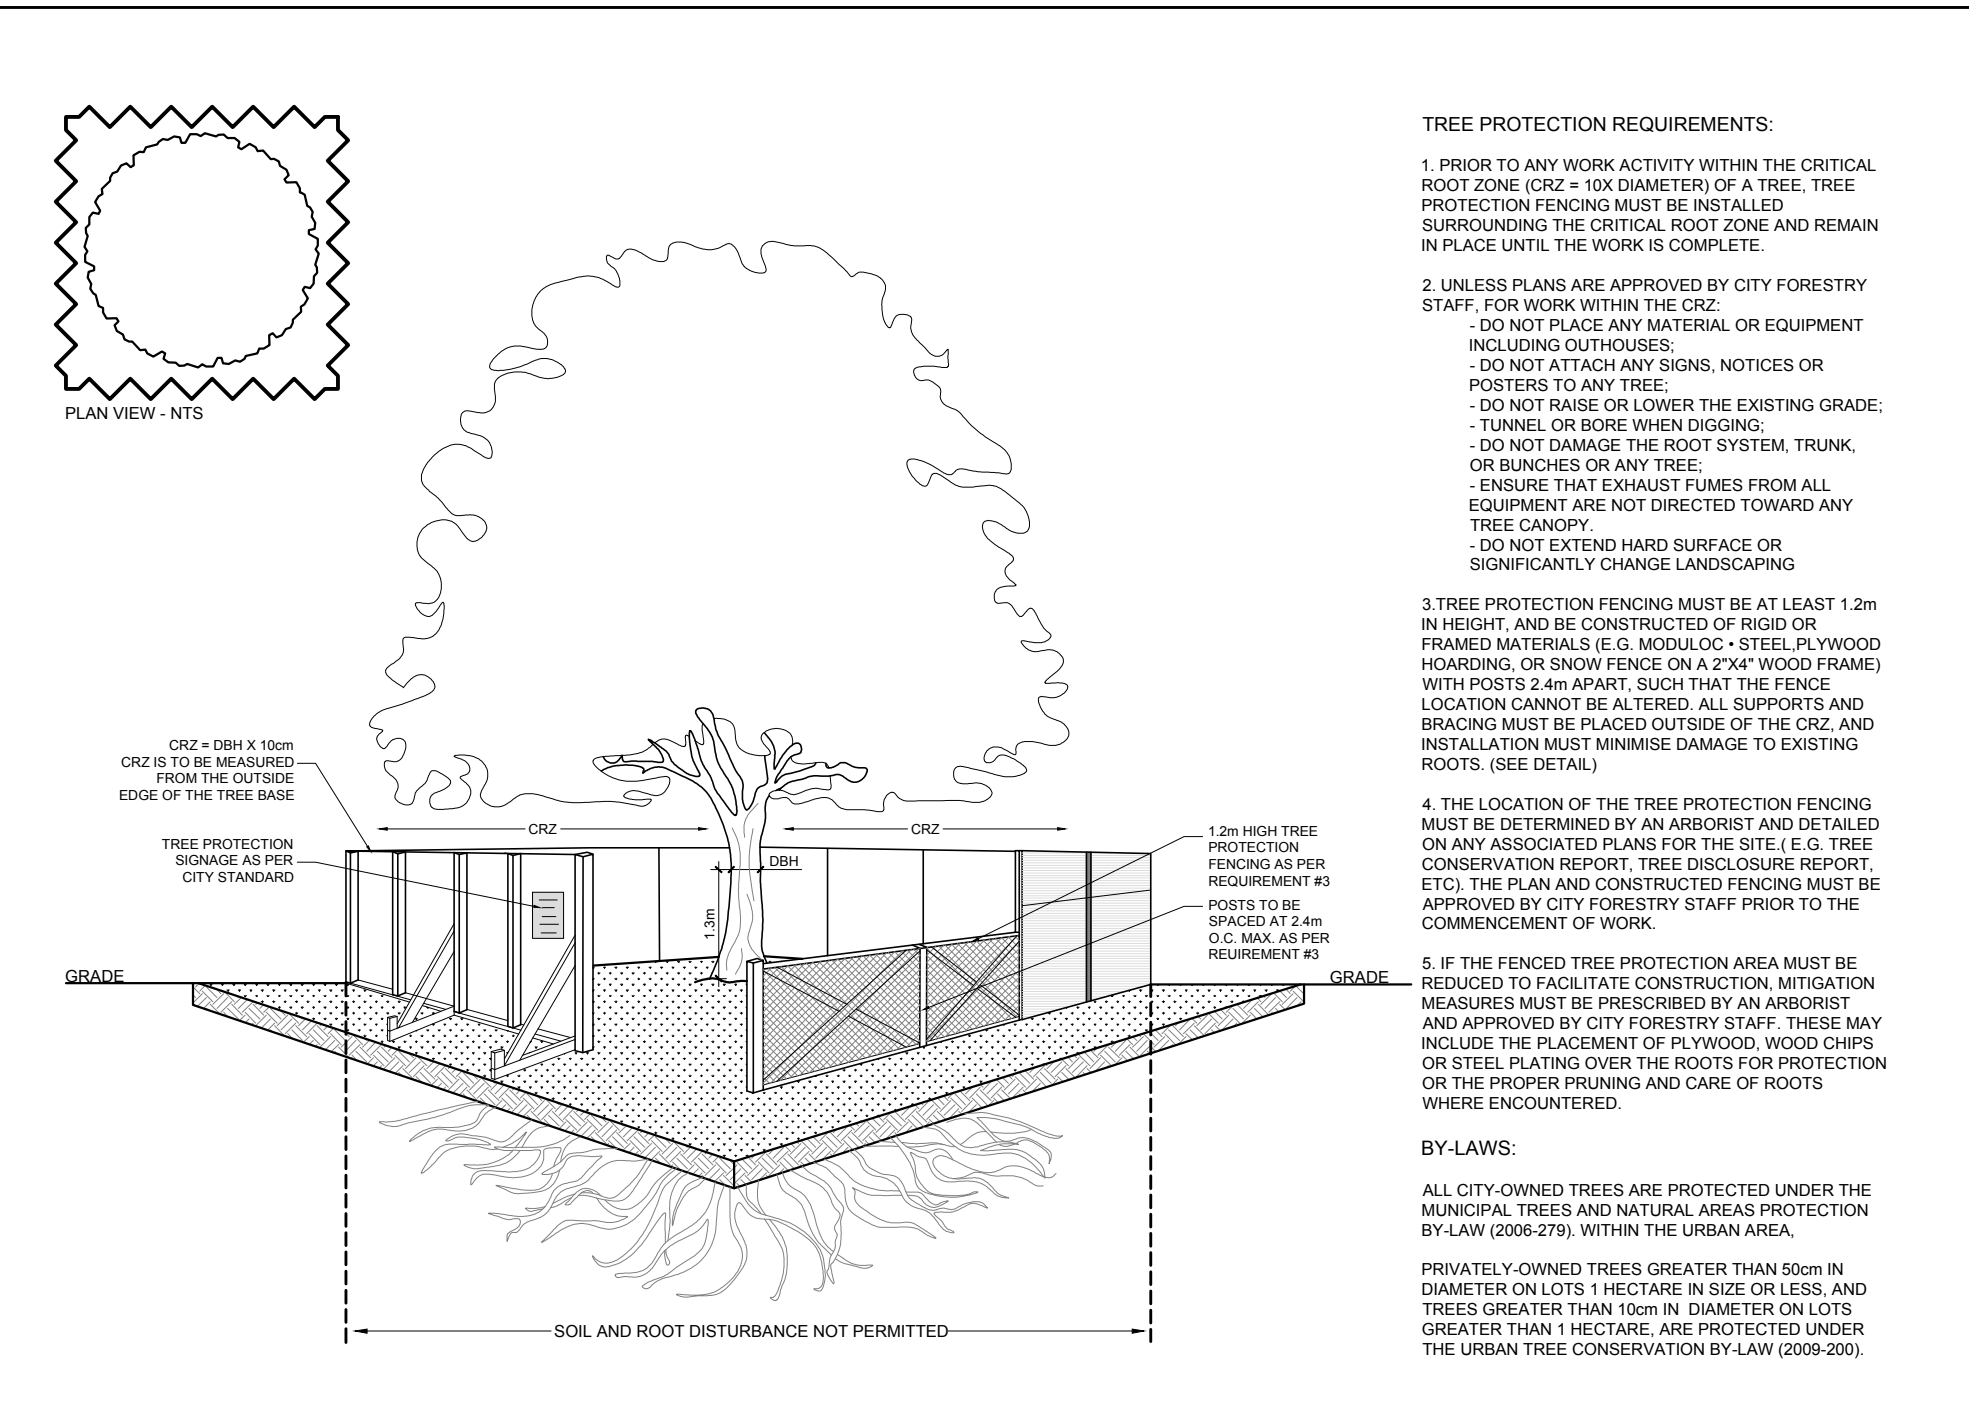 PLAN VIEW - NTS
CRZ = DBH X 10cm
CRZ IS TO BE MEASURED
FROM THE OUTSIDE
EDGE OF THE TREE BASE
TREE PROTECTION
SIGNAGE AS PER
CITY STANDARD
GRADE
CRZ
CRZ
DBH
1.3m
1.2m HIGH TREE
PROTECTION
FENCING AS PER
REQUIREMENT #3
POSTS TO BE
SPACED AT 2.4m
O.C. MAX. AS PER
REUIREMENT #3
GRADE
SOIL AND ROOT DISTURBANCE NOT PERMITTED
TREE PROTECTION REQUIREMENTS:
1. PRIOR TO ANY WORK ACTIVITY WITHIN THE CRITICAL
ROOT ZONE (CRZ = 10X DIAMETER) OF A TREE, TREE
PROTECTION FENCING MUST BE INSTALLED
SURROUNDING THE CRITICAL ROOT ZONE AND REMAIN
IN PLACE UNTIL THE WORK IS COMPLETE.
2. UNLESS PLANS ARE APPROVED BY CITY FORESTRY
STAFF, FOR WORK WITHIN THE CRZ:
- DO NOT PLACE ANY MATERIAL OR EQUIPMENT
INCLUDING OUTHOUSES;
- DO NOT ATTACH ANY SIGNS, NOTICES OR
POSTERS TO ANY TREE;
- DO NOT RAISE OR LOWER THE EXISTING GRADE;
- TUNNEL OR BORE WHEN DIGGING;
- DO NOT DAMAGE THE ROOT SYSTEM, TRUNK,
OR BUNCHES OR ANY TREE;
- ENSURE THAT EXHAUST FUMES FROM ALL
EQUIPMENT ARE NOT DIRECTED TOWARD ANY
TREE CANOPY.
- DO NOT EXTEND HARD SURFACE OR
SIGNIFICANTLY CHANGE LANDSCAPING
3.TREE PROTECTION FENCING MUST BE AT LEAST 1.2m
IN HEIGHT, AND BE CONSTRUCTED OF RIGID OR
FRAMED MATERIALS (E.G. MODULOC • STEEL,PLYWOOD
HOARDING, OR SNOW FENCE ON A 2"X4" WOOD FRAME)
WITH POSTS 2.4m APART, SUCH THAT THE FENCE
LOCATION CANNOT BE ALTERED. ALL SUPPORTS AND
BRACING MUST BE PLACED OUTSIDE OF THE CRZ, AND
INSTALLATION MUST MINIMISE DAMAGE TO EXISTING
ROOTS. (SEE DETAIL)
4. THE LOCATION OF THE TREE PROTECTION FENCING
MUST BE DETERMINED BY AN ARBORIST AND DETAILED
ON ANY ASSOCIATED PLANS FOR THE SITE.( E.G. TREE
CONSERVATION REPORT, TREE DISCLOSURE REPORT,
ETC). THE PLAN AND CONSTRUCTED FENCING MUST BE
APPROVED BY CITY FORESTRY STAFF PRIOR TO THE
COMMENCEMENT OF WORK.
5. IF THE FENCED TREE PROTECTION AREA MUST BE
REDUCED TO FACILITATE CONSTRUCTION, MITIGATION
MEASURES MUST BE PRESCRIBED BY AN ARBORIST
AND APPROVED BY CITY FORESTRY STAFF. THESE MAY
INCLUDE THE PLACEMENT OF PLYWOOD, WOOD CHIPS
OR STEEL PLATING OVER THE ROOTS FOR PROTECTION
OR THE PROPER PRUNING AND CARE OF ROOTS
WHERE ENCOUNTERED.
BY-LAWS:
ALL CITY-OWNED TREES ARE PROTECTED UNDER THE
MUNICIPAL TREES AND NATURAL AREAS PROTECTION
BY-LAW (2006-279). WITHIN THE URBAN AREA,
PRIVATELY-OWNED TREES GREATER THAN 50cm IN
DIAMETER ON LOTS 1 HECTARE IN SIZE OR LESS, AND
TREES GREATER THAN 10cm IN DIAMETER ON LOTS
GREATER THAN 1 HECTARE, ARE PROTECTED UNDER
THE URBAN TREE CONSERVATION BY-LAW (2009-200).